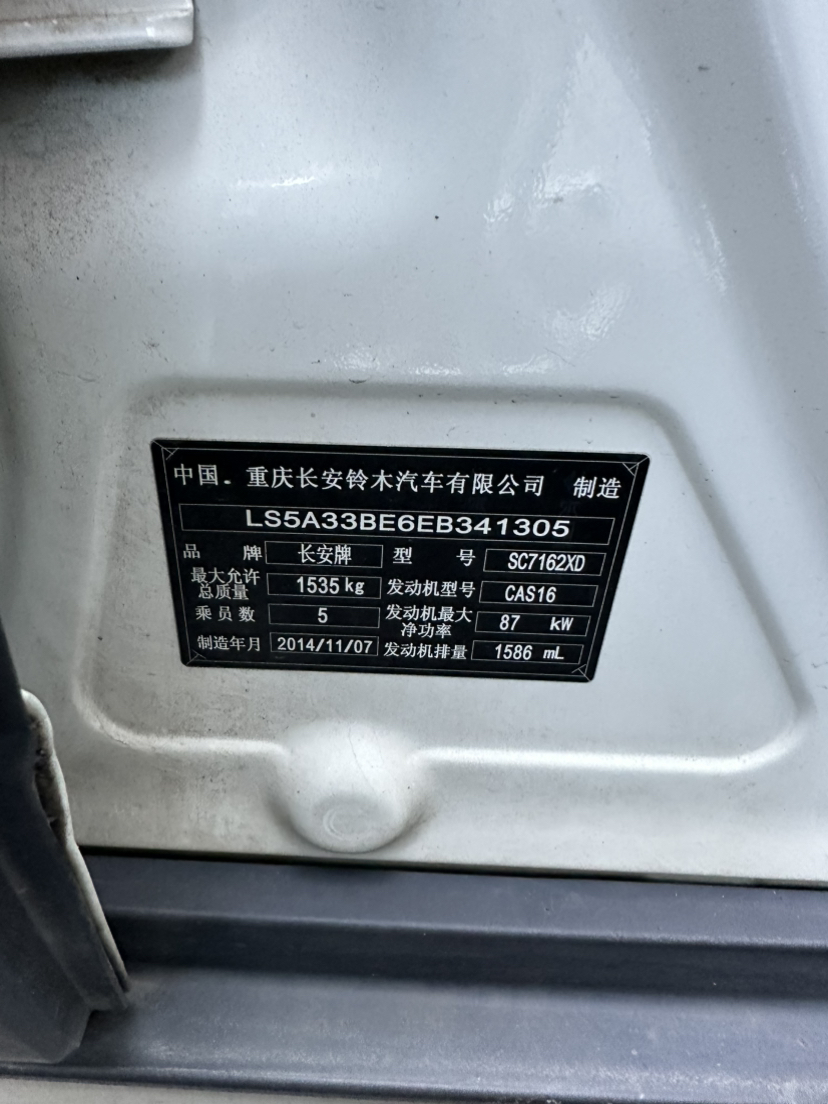 中国．重庆长安铃木汽车有限公司 制造
LS5A33BE6EB341305
品牌 长安牌 型号 SC7162XD
最大允许总质量 1535kg 发动机型号 CAS16
乘员数 5 发动机最大净功率 87 kW
制造年月 2014/11/07 发动机排量 1586 mL